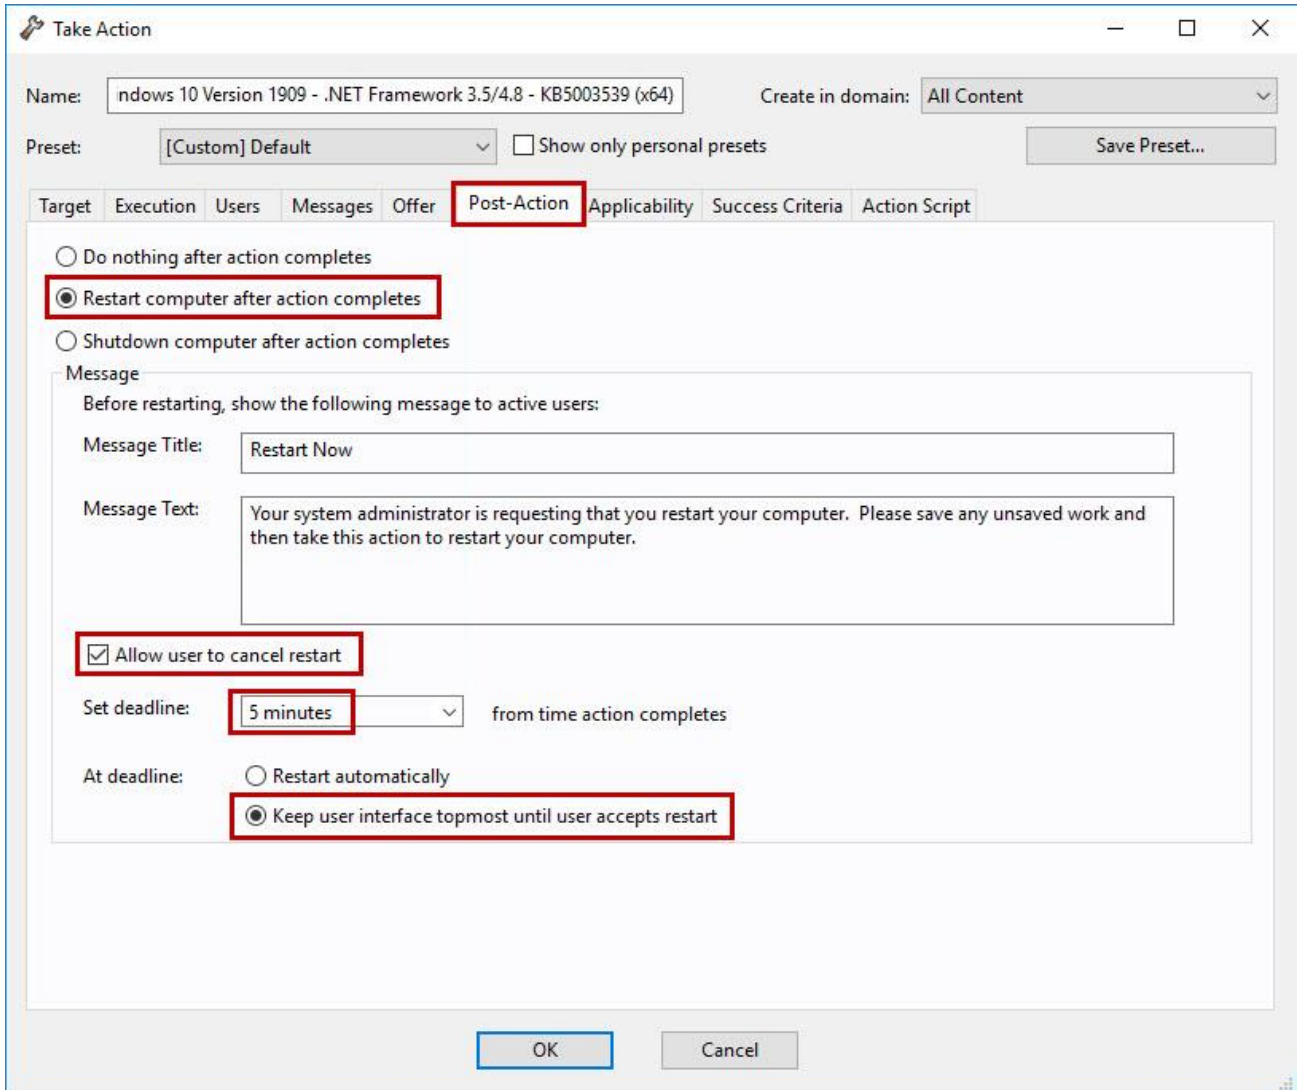 Take Action
Name: indows 10 Version 1909 - .NET Framework 3.5/4.8 - KB5003539 (x64) Create in domain: All Content
Preset: [Custom] Default Show only personal presets Save Preset...
Target Execution Users Messages Offer Post-Action Applicability Success Criteria Action Script
Do nothing after action completes
Restart computer after action completes
Shutdown computer after action completes
Message
Before restarting, show the following message to active users:
Message Title: Restart Now
Message Text: Your system administrator is requesting that you restart your computer.  Please save any unsaved work and
then take this action to restart your computer.
Allow user to cancel restart
Set deadline: 5 minutes from time action completes
At deadline: Restart automatically
Keep user interface topmost until user accepts restart
OK Cancel